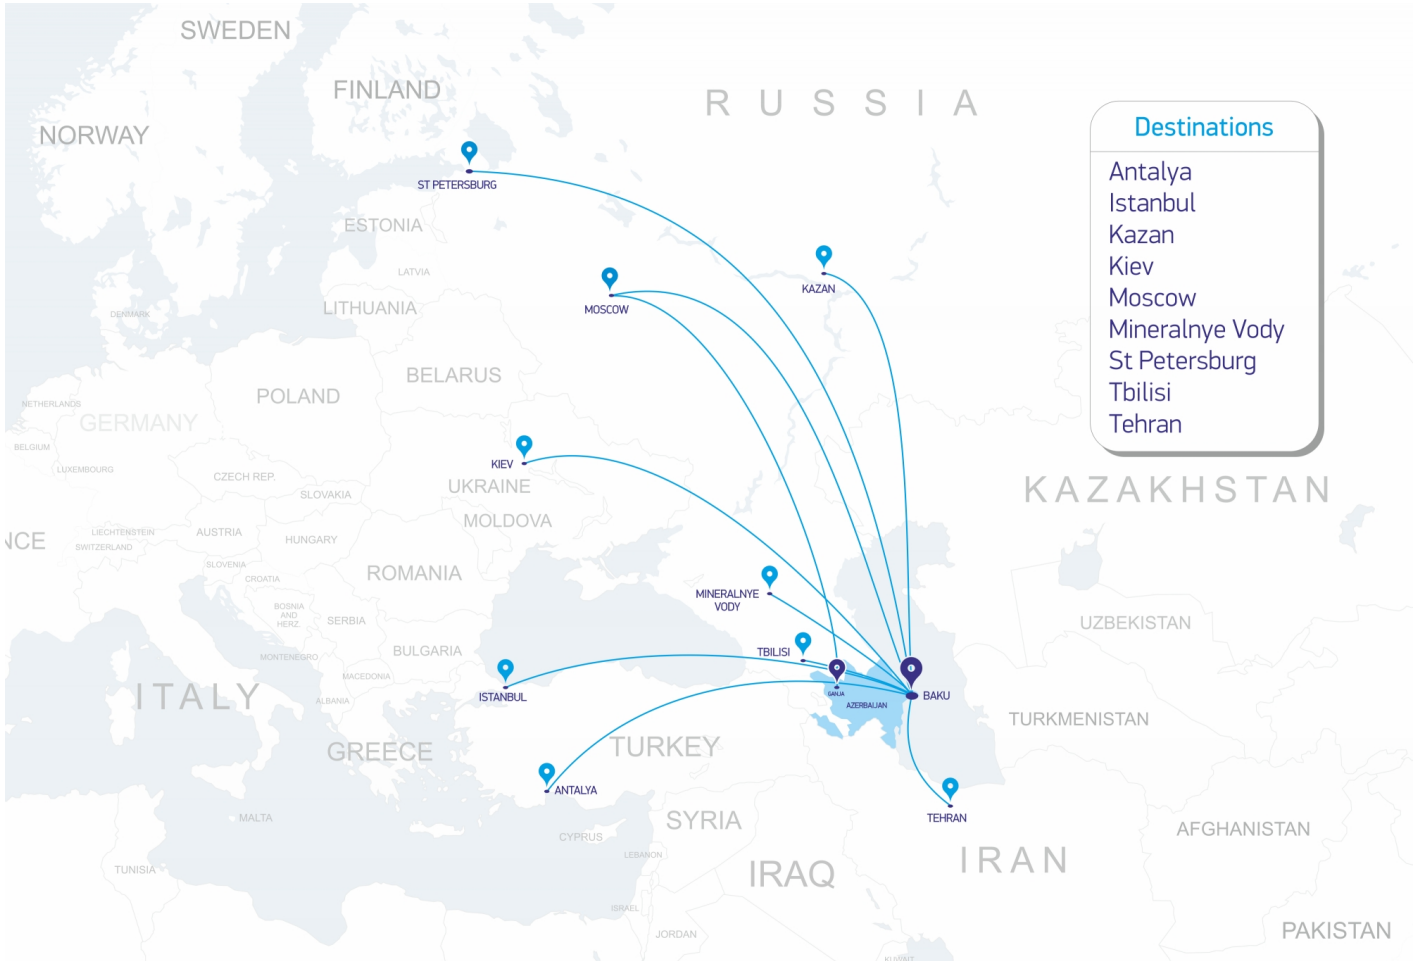 SWEDEN
FINLAND
RUSSIA
NORWAY
Destinations
Antalya
Istanbul
Kazan
Kiev
Moscow
Mineralnye Vody
St Petersburg
Tbilisi
Tehran
ST PETERSBURG
ESTONIA
LATVIA
KAZAN
MOSCOW
LITHUANIA
DENMARK
BELARUS
POLAND
NETHERLANDS
GERMANY
BELGIUM
LUXEMBOURG
KIEV
CZECH REP.
UKRAINE
SLOVAKIA
KAZAKHSTAN
MOLDOVA
LIECHTENSTEIN
AUSTRIA
HUNGARY
NCE
SWITZERLAND
SLOVENIA
ROMANIA
CROATIA
MINERALNYE
VODY
BOSNIA
AND
HERZ.
SERBIA
UZBEKISTAN
BULGARIA
TBILISI
MONTENEGRO
MACEDONIA
ITALY
ISTANBUL
GANJA
BAKU
ALBANIA
AZERBAIJAN
TURKMENISTAN
GREECE
TURKEY
ANTALYA
TEHRAN
MALTA
SYRIA
AFGHANISTAN
CYPRUS
LEBANON
IRAN
TUNISIA
IRAQ
ISRAEL
JORDAN
PAKISTAN
KUWAIT